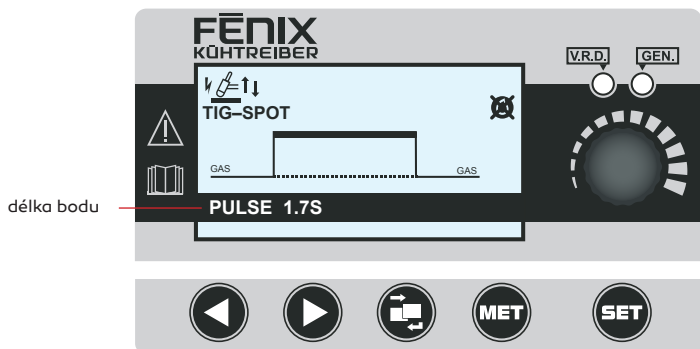 FĒNIX
KÜHTREIBER
V.R.D.
GEN.
TIG–SPOT
GAS
GAS
délka bodu
PULSE 1.7S
MET
SET